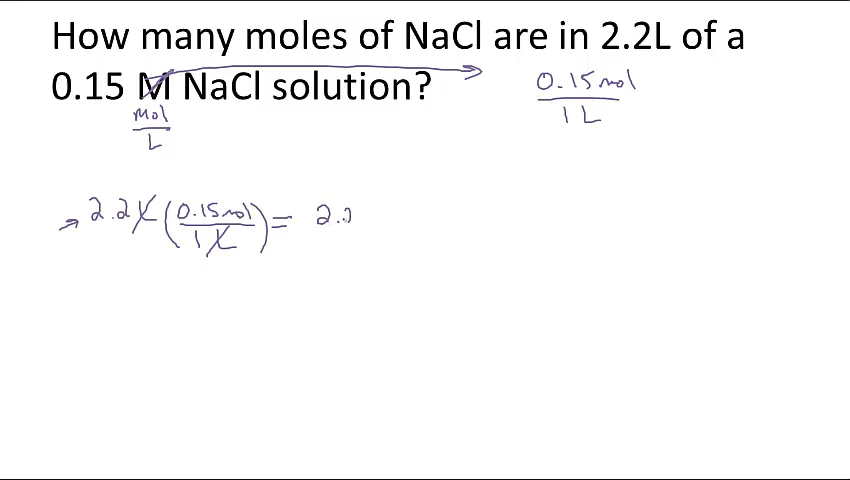 How many moles of NaCl are in 2.2L of a
0.15 M NaCl solution?
0.15 mol
1 L
mol
L
→ 2.2 L (0.15 mol / 1 L) = 2.